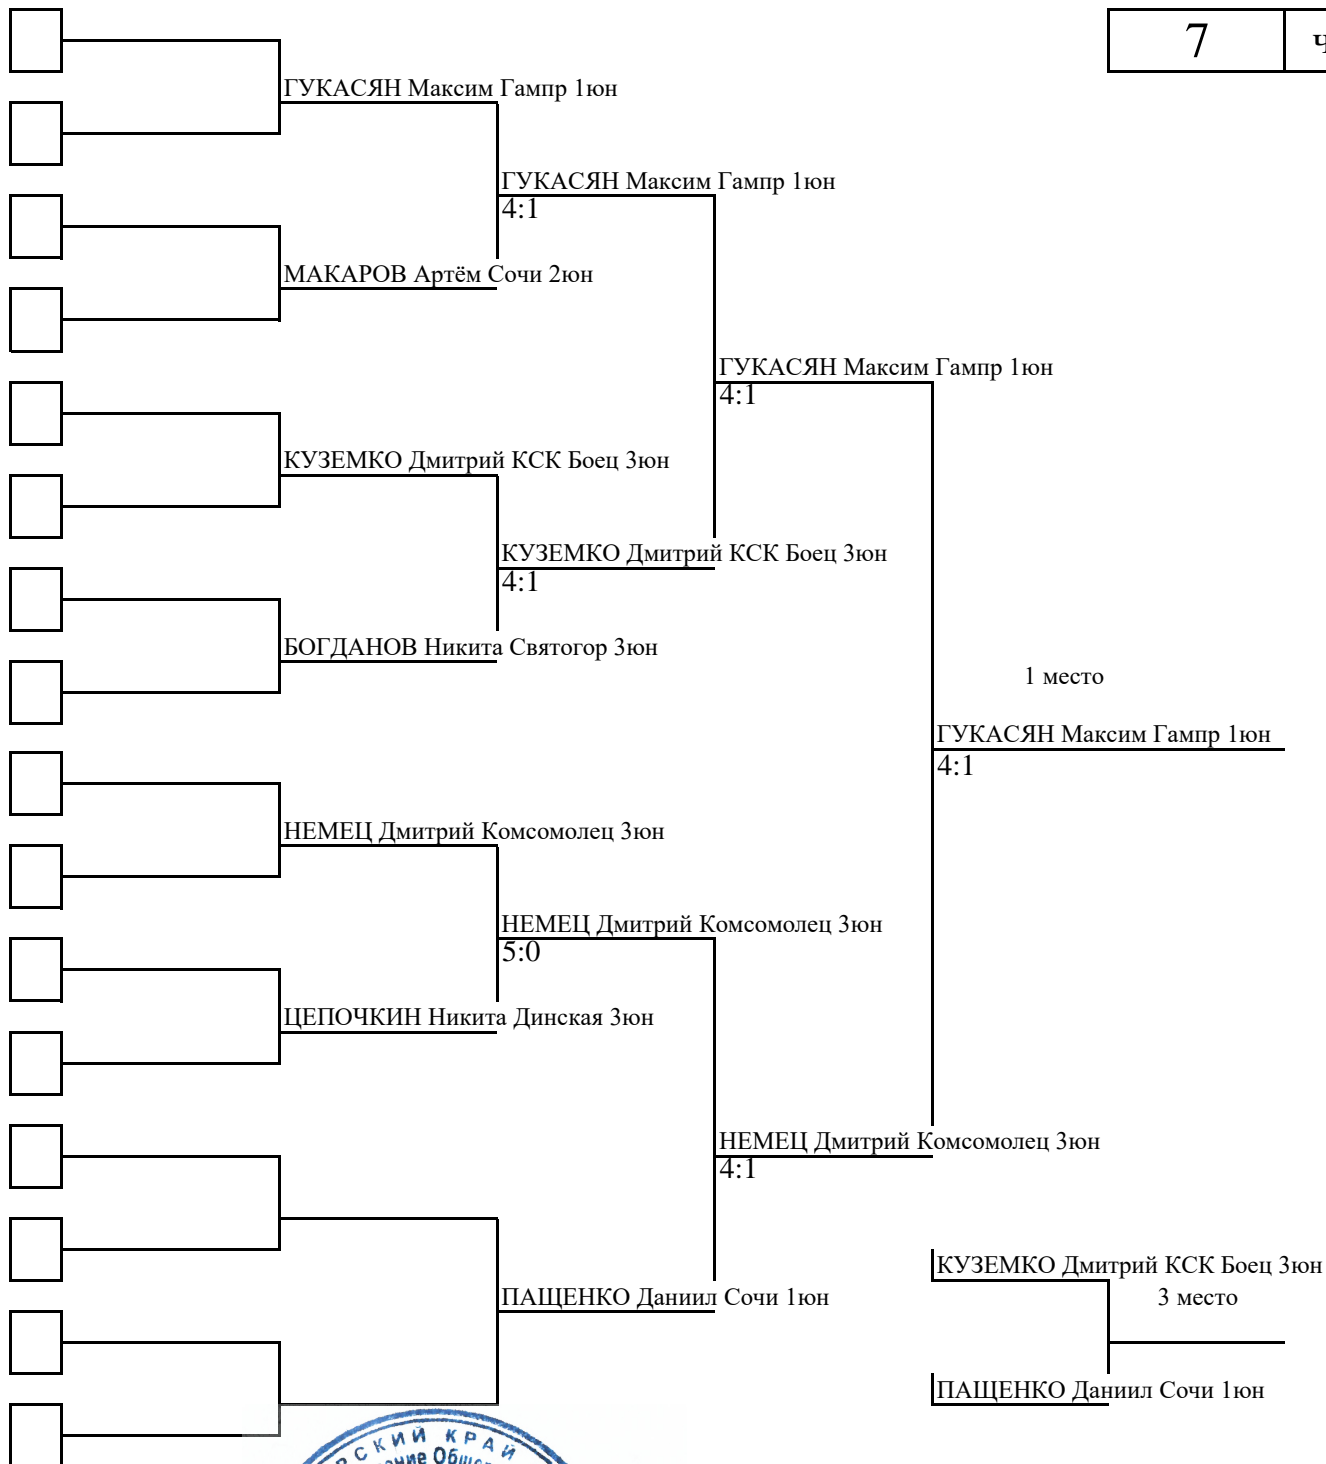 7
Ч
ГУКАСЯН Максим Гампр 1юн
ГУКАСЯН Максим Гампр 1юн
4:1
МАКАРОВ Артём Сочи 2юн
ГУКАСЯН Максим Гампр 1юн
4:1
КУЗЕМКО Дмитрий КСК Боец 3юн
КУЗЕМКО Дмитрий КСК Боец 3юн
4:1
БОГДАНОВ Никита Святогор 3юн
1 место
ГУКАСЯН Максим Гампр 1юн
4:1
НЕМЕЦ Дмитрий Комсомолец 3юн
НЕМЕЦ Дмитрий Комсомолец 3юн
5:0
ЦЕПОЧКИН Никита Динская 3юн
НЕМЕЦ Дмитрий Комсомолец 3юн
4:1
КУЗЕМКО Дмитрий КСК Боец 3юн
ПАЩЕНКО Даниил Сочи 1юн
3 место
ПАЩЕНКО Даниил Сочи 1юн
КРАЙ